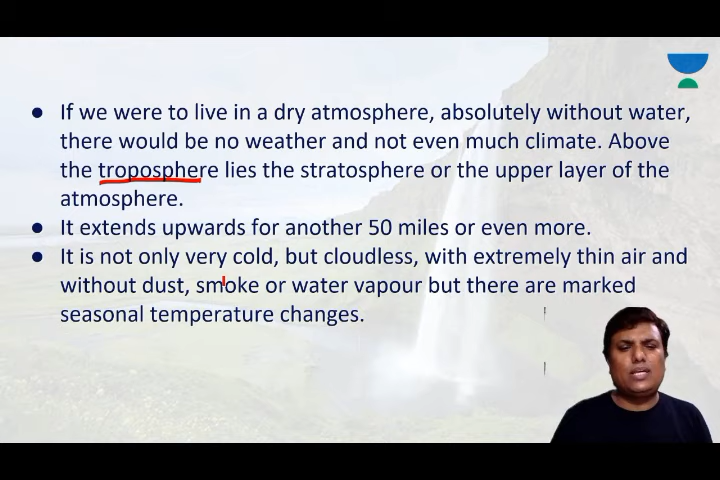 ● If we were to live in a dry atmosphere, absolutely without water,
there would be no weather and not even much climate. Above
the troposphere lies the stratosphere or the upper layer of the
atmosphere.
● It extends upwards for another 50 miles or even more.
● It is not only very cold, but cloudless, with extremely thin air and
without dust, smoke or water vapour but there are marked
seasonal temperature changes.